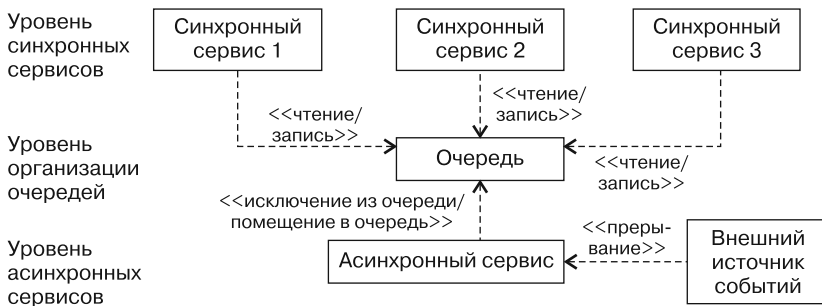 Уровень
синхронных
сервисов
Синхронный
сервис 1
Синхронный
сервис 2
Синхронный
сервис 3
<<чтение/
запись>>
<<чтение/
запись>>
<<чтение/
запись>>
Уровень
организации
очередей
Очередь
<<исключение из очереди/
помещение в очередь>>
Уровень
асинхронных
сервисов
Асинхронный сервис
<<преры-
вание>>
Внешний
источник
событий